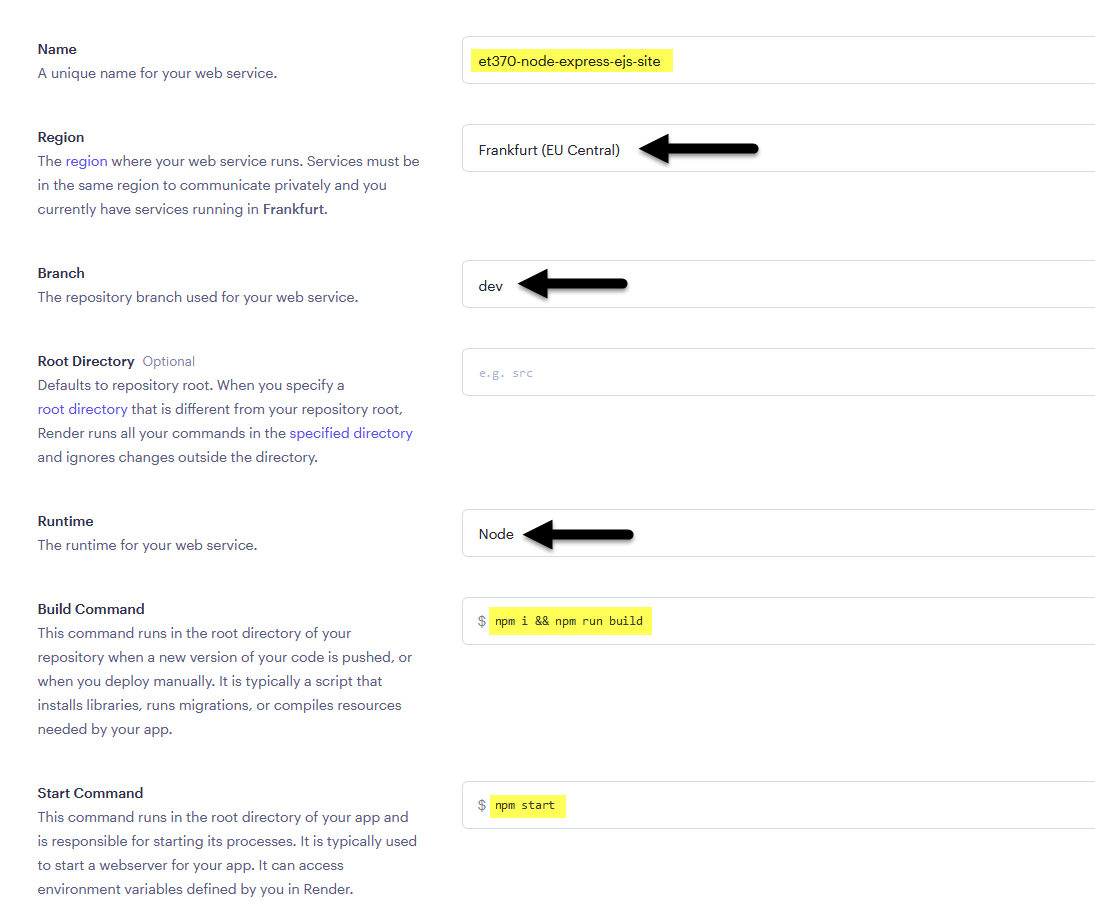 Name
A unique name for your web service.
et370-node-express-ejs-site
Region
The region where your web service runs. Services must be
in the same region to communicate privately and you
currently have services running in Frankfurt.
Frankfurt (EU Central)
Branch
The repository branch used for your web service.
dev
Root Directory Optional
Defaults to repository root. When you specify a
root directory that is different from your repository root,
Render runs all your commands in the specified directory
and ignores changes outside the directory.
e.g. src
Runtime
The runtime for your web service.
Node
Build Command
This command runs in the root directory of your
repository when a new version of your code is pushed, or
when you deploy manually. It is typically a script that
installs libraries, runs migrations, or compiles resources
needed by your app.
$ npm i && npm run build
Start Command
This command runs in the root directory of your app and
is responsible for starting its processes. It is typically used
to start a webserver for your app. It can access
environment variables defined by you in Render.
$ npm start